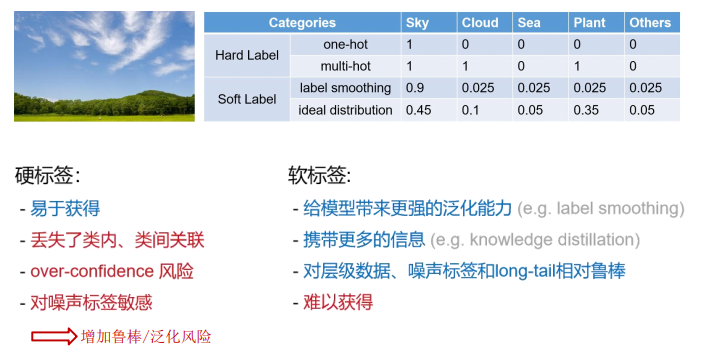 Categories Sky Cloud Sea Plant Others
Hard Label
one-hot 1 0 0 0 0
multi-hot 1 1 0 1 0
Soft Label
label smoothing 0.9 0.025 0.025 0.025 0.025
ideal distribution 0.45 0.1 0.05 0.35 0.05
硬标签：
- 易于获得
- 丢失了类内、类间关联
- over-confidence 风险
- 对噪声标签敏感
增加鲁棒/泛化风险
软标签:
- 给模型带来更强的泛化能力 (e.g. label smoothing)
- 携带更多的信息 (e.g. knowledge distillation)
- 对层级数据、噪声标签和long-tail相对鲁棒
- 难以获得